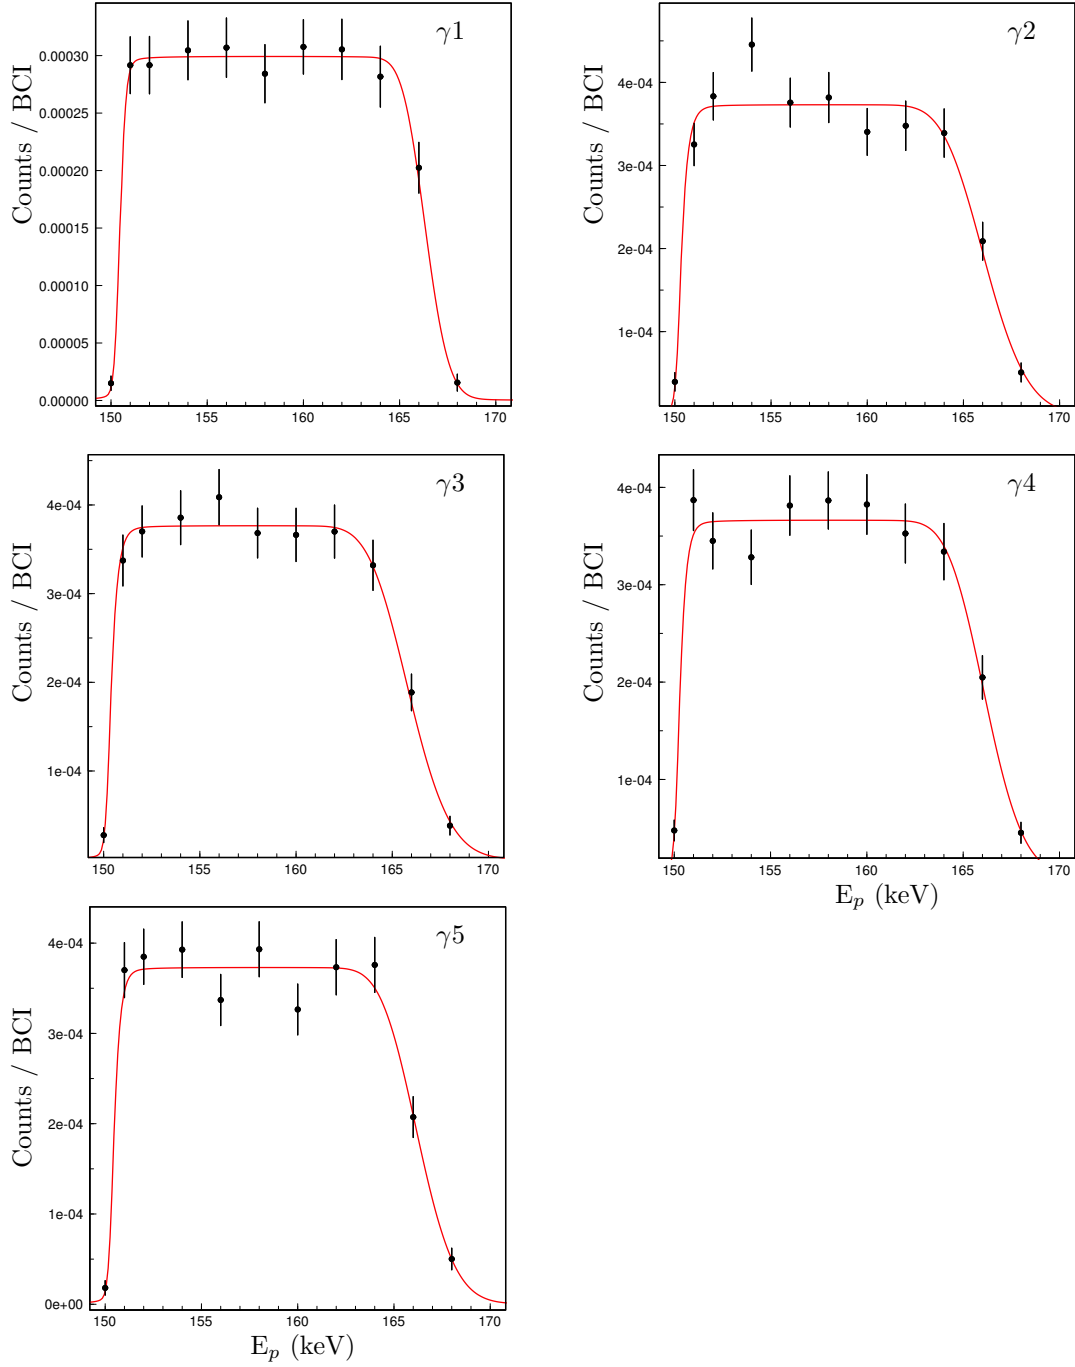 γ1
Counts / BCI
0.00030
0.00025
0.00020
0.00015
0.00010
0.00005
0.00000
150 155 160 165 170
γ2
Counts / BCI
4e-04
3e-04
2e-04
1e-04
150 155 160 165 170
γ3
Counts / BCI
4e-04
3e-04
2e-04
1e-04
150 155 160 165 170
γ4
Counts / BCI
4e-04
3e-04
2e-04
1e-04
150 155 160 165 170
E_p (keV)
γ5
Counts / BCI
4e-04
3e-04
2e-04
1e-04
0e+00
150 155 160 165 170
E_p (keV)